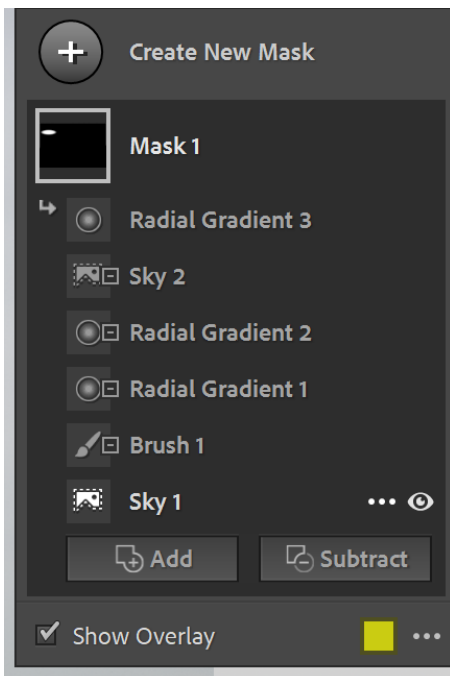 Create New Mask
Mask 1
Radial Gradient 3
Sky 2
Radial Gradient 2
Radial Gradient 1
Brush 1
Sky 1
Add Subtract
Show Overlay